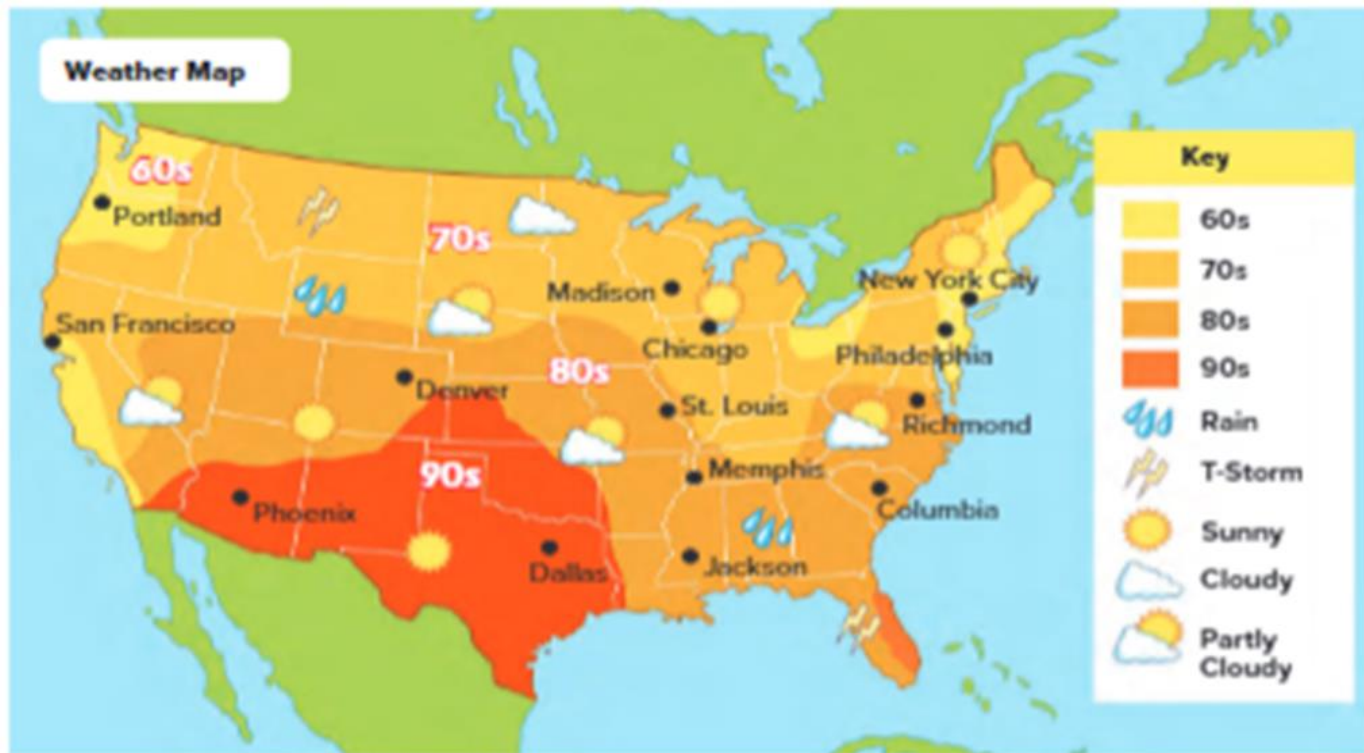 Weather Map
60s
Portland
70s
Madison
New York City
San Francisco
Chicago
Philadelphia
80s
Denver
St. Louis
Richmond
90s
Memphis
Phoenix
Columbia
Dallas
Jackson
Key
60s
70s
80s
90s
Rain
T-Storm
Sunny
Cloudy
Partly
Cloudy